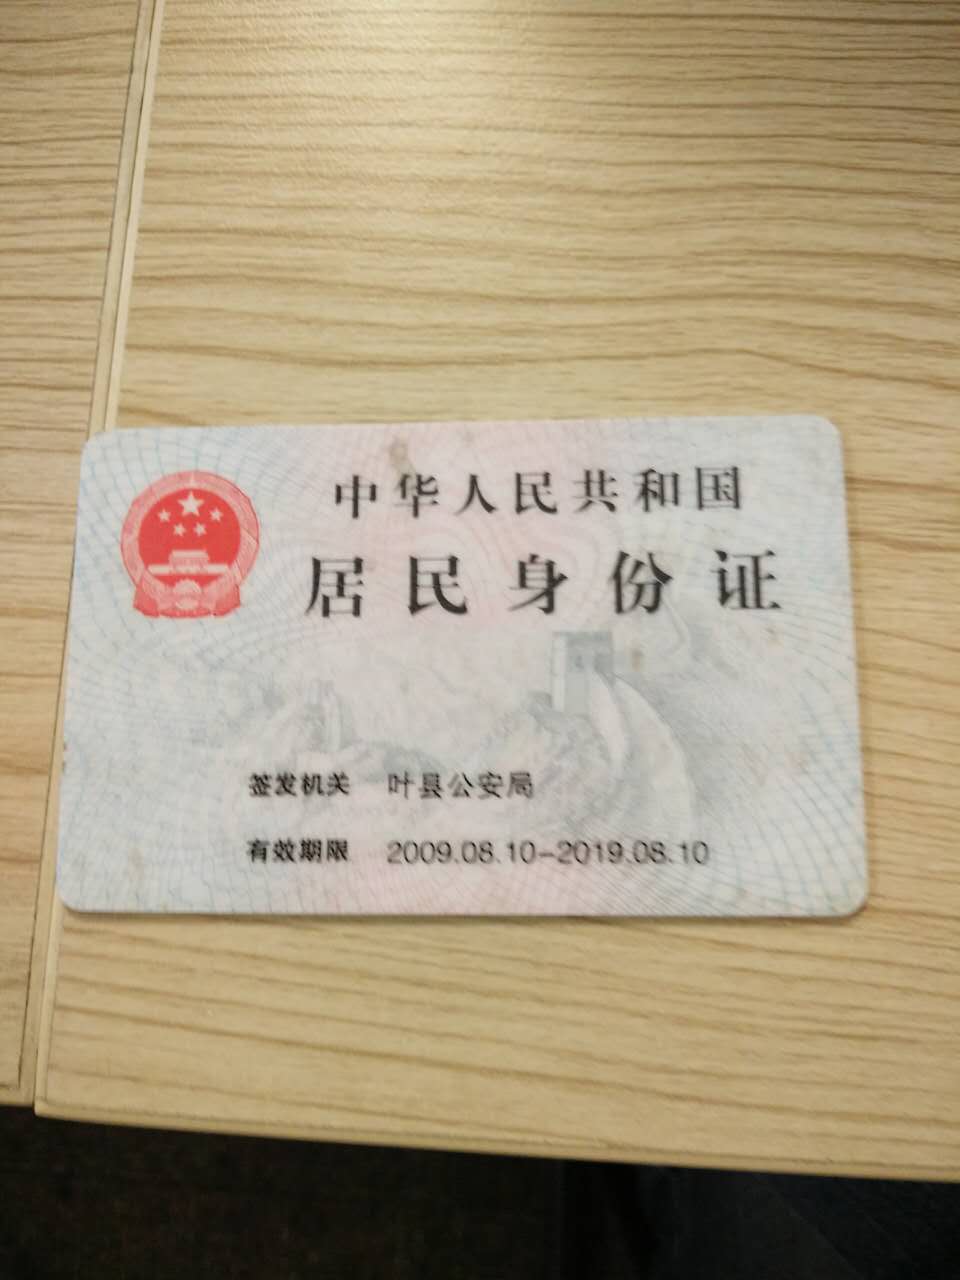 中华人民共和国
居民身份证
签发机关 叶县公安局
有效期限 2009.08.10-2019.08.10